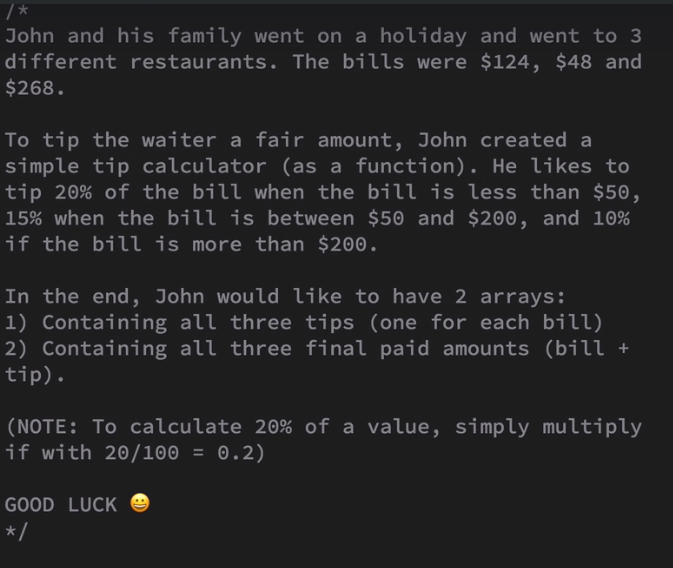 /*
John and his family went on a holiday and went to 3
different restaurants. The bills were $124, $48 and
$268.
To tip the waiter a fair amount, John created a
simple tip calculator (as a function). He likes to
tip 20% of the bill when the bill is less than $50,
15% when the bill is between $50 and $200, and 10%
if the bill is more than $200.
In the end, John would like to have 2 arrays:
1) Containing all three tips (one for each bill)
2) Containing all three final paid amounts (bill +
tip).
(NOTE: To calculate 20% of a value, simply multiply
if with 20/100 = 0.2)
GOOD LUCK 😀
*/